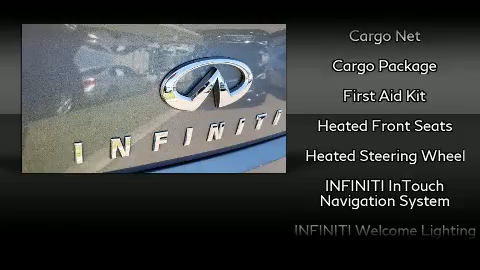 INFINITI
Cargo Net
Cargo Package
First Aid Kit
Heated Front Seats
Heated Steering Wheel
INFINITI InTouch
Navigation System
INFINITI Welcome Lighting